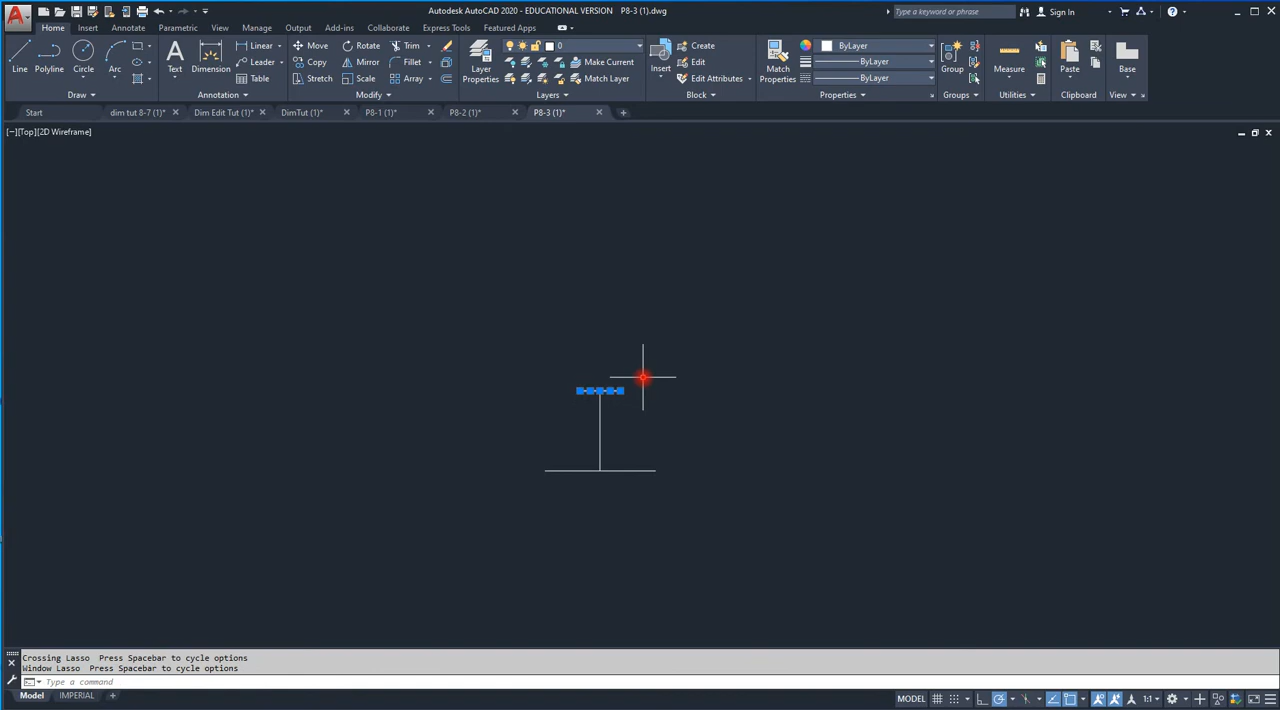 Autodesk AutoCAD 2020 - EDUCATIONAL VERSION P8-3 (1).dwg
Type a keyword or phrase
Sign In
Home Insert Annotate Parametric View Manage Output Add-ins Collaborate Express Tools Featured Apps
Line Polyline Circle Arc
Draw
Text Dimension
Linear
Leader
Table
Annotation
Move Rotate Trim
Copy Mirror Fillet
Stretch Scale Array
Modify
Layer
Properties
0
Make Current
Match Layer
Layers
Insert
Create
Edit
Edit Attributes
Block
Match
Properties
ByLayer
ByLayer
ByLayer
Properties
Group
Groups
Measure
Utilities
Paste
Clipboard
Base
View
Start dim tut 8-7 (1)* Dim Edit Tut (1)* DimTut (1)* P8-1 (1)* P8-2 (1)* P8-3 (1)*
[−][Top][2D Wireframe]
Crossing Lasso Press Spacebar to cycle options
Window Lasso Press Spacebar to cycle options
Type a command
Model IMPERIAL
MODEL 1:1